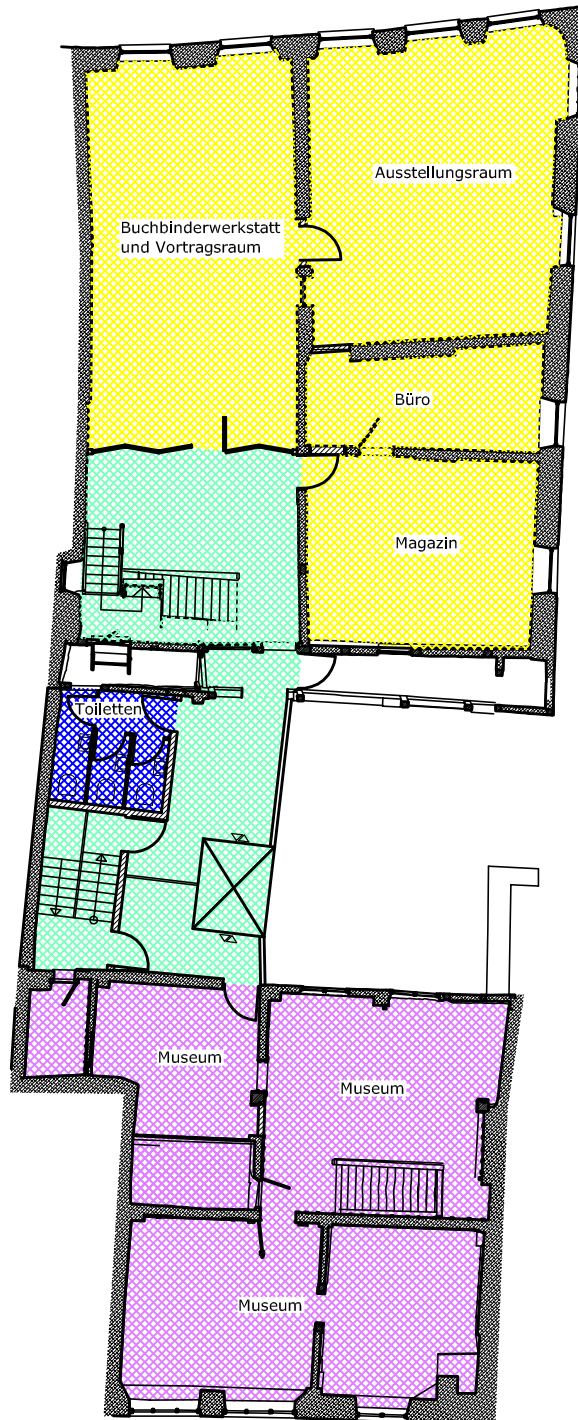 Ausstellungsraum
Buchbinderwerkstatt
und Vortragsraum
Büro
Magazin
Toiletten
Museum
Museum
Museum